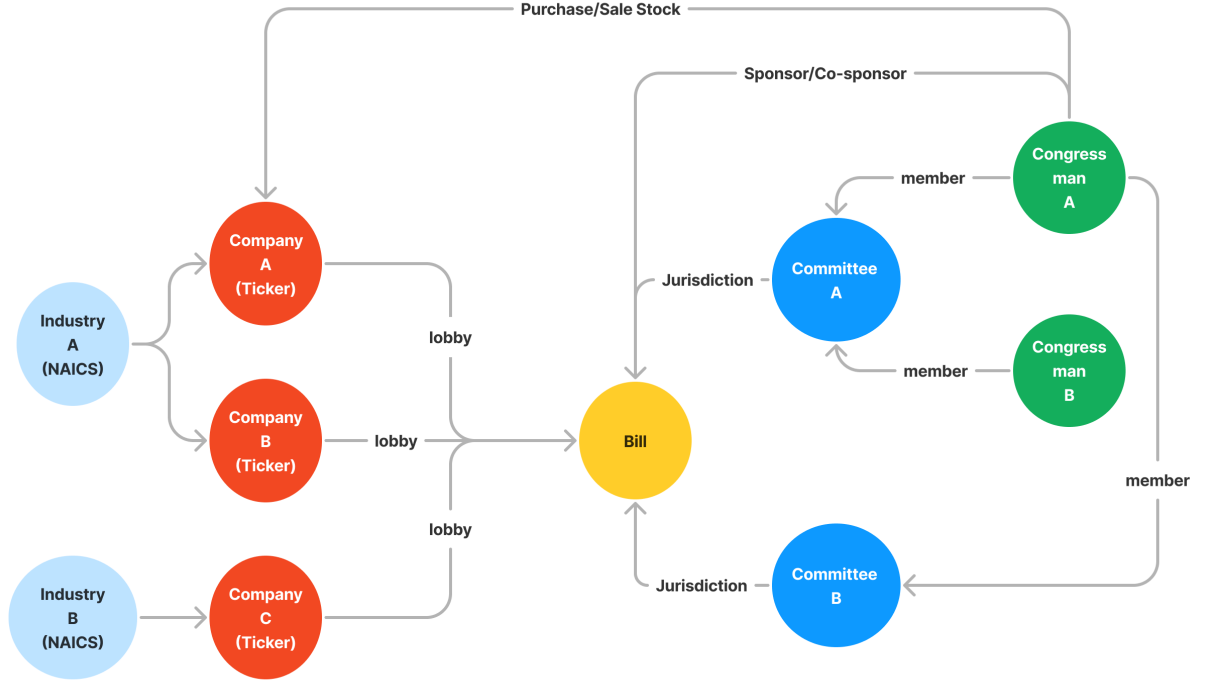 Purchase/Sale Stock
Sponsor/Co-sponsor
Congress
man
A
member
Company
A
(Ticker)
Committee
A
Jurisdiction
Industry
A
(NAICS)
lobby
Congress
man
B
member
Company
B
(Ticker)
lobby
Bill
member
lobby
Industry
B
(NAICS)
Company
C
(Ticker)
Jurisdiction
Committee
B